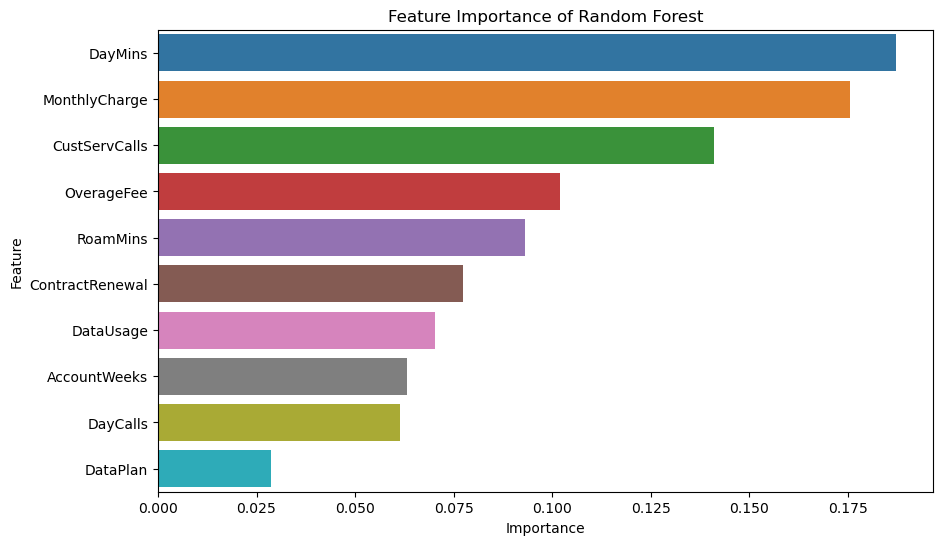 Feature Importance of Random Forest
DayMins
MonthlyCharge
CustServCalls
OverageFee
RoamMins
ContractRenewal
DataUsage
AccountWeeks
DayCalls
DataPlan
Feature
0.000 0.025 0.050 0.075 0.100 0.125 0.150 0.175
Importance